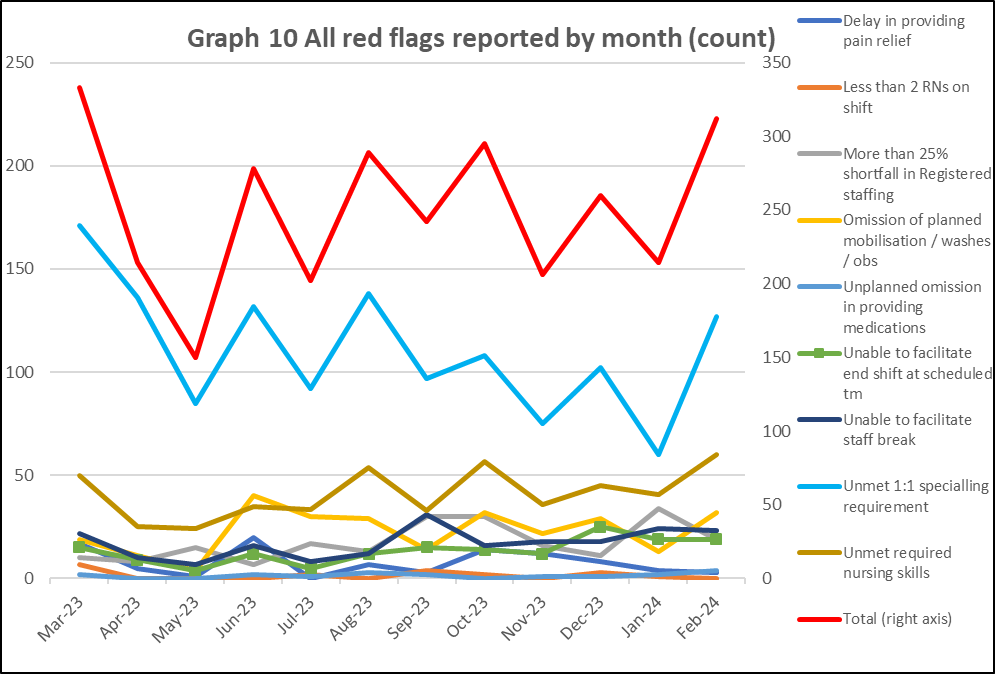 Graph 10 All red flags reported by month (count)
250
200
150
100
50
0
350
300
250
200
150
100
50
0
Mar-23
Apr-23
May-23
Jun-23
Jul-23
Aug-23
Sep-23
Oct-23
Nov-23
Dec-23
Jan-24
Feb-24
Delay in providing
pain relief
Less than 2 RNs on
shift
More than 25%
shortfall in Registered
staffing
Omission of planned
mobilisation / washes
/ obs
Unplanned omission
in providing
medications
Unable to facilitate
end shift at scheduled
tm
Unable to facilitate
staff break
Unmet 1:1 specialling
requirement
Unmet required
nursing skills
Total (right axis)